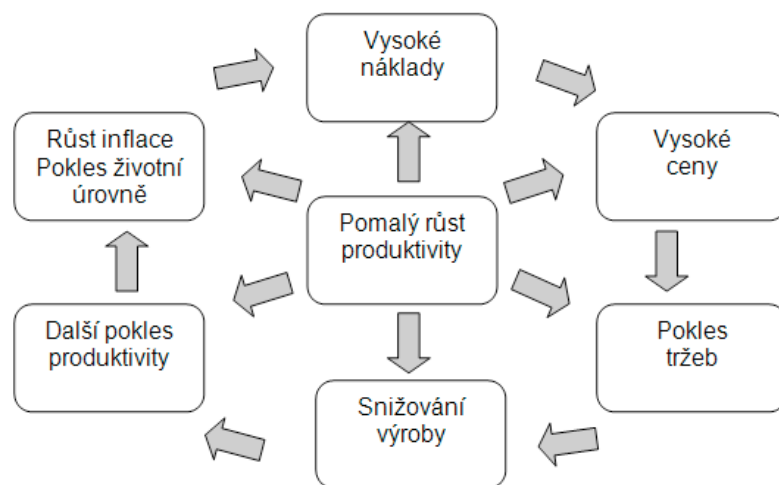 Vysoké
náklady
Růst inflace
Pokles životní
úrovně
Vysoké
ceny
Pomalý růst
produktivity
Další pokles
produktivity
Pokles
tržeb
Snižování
výroby